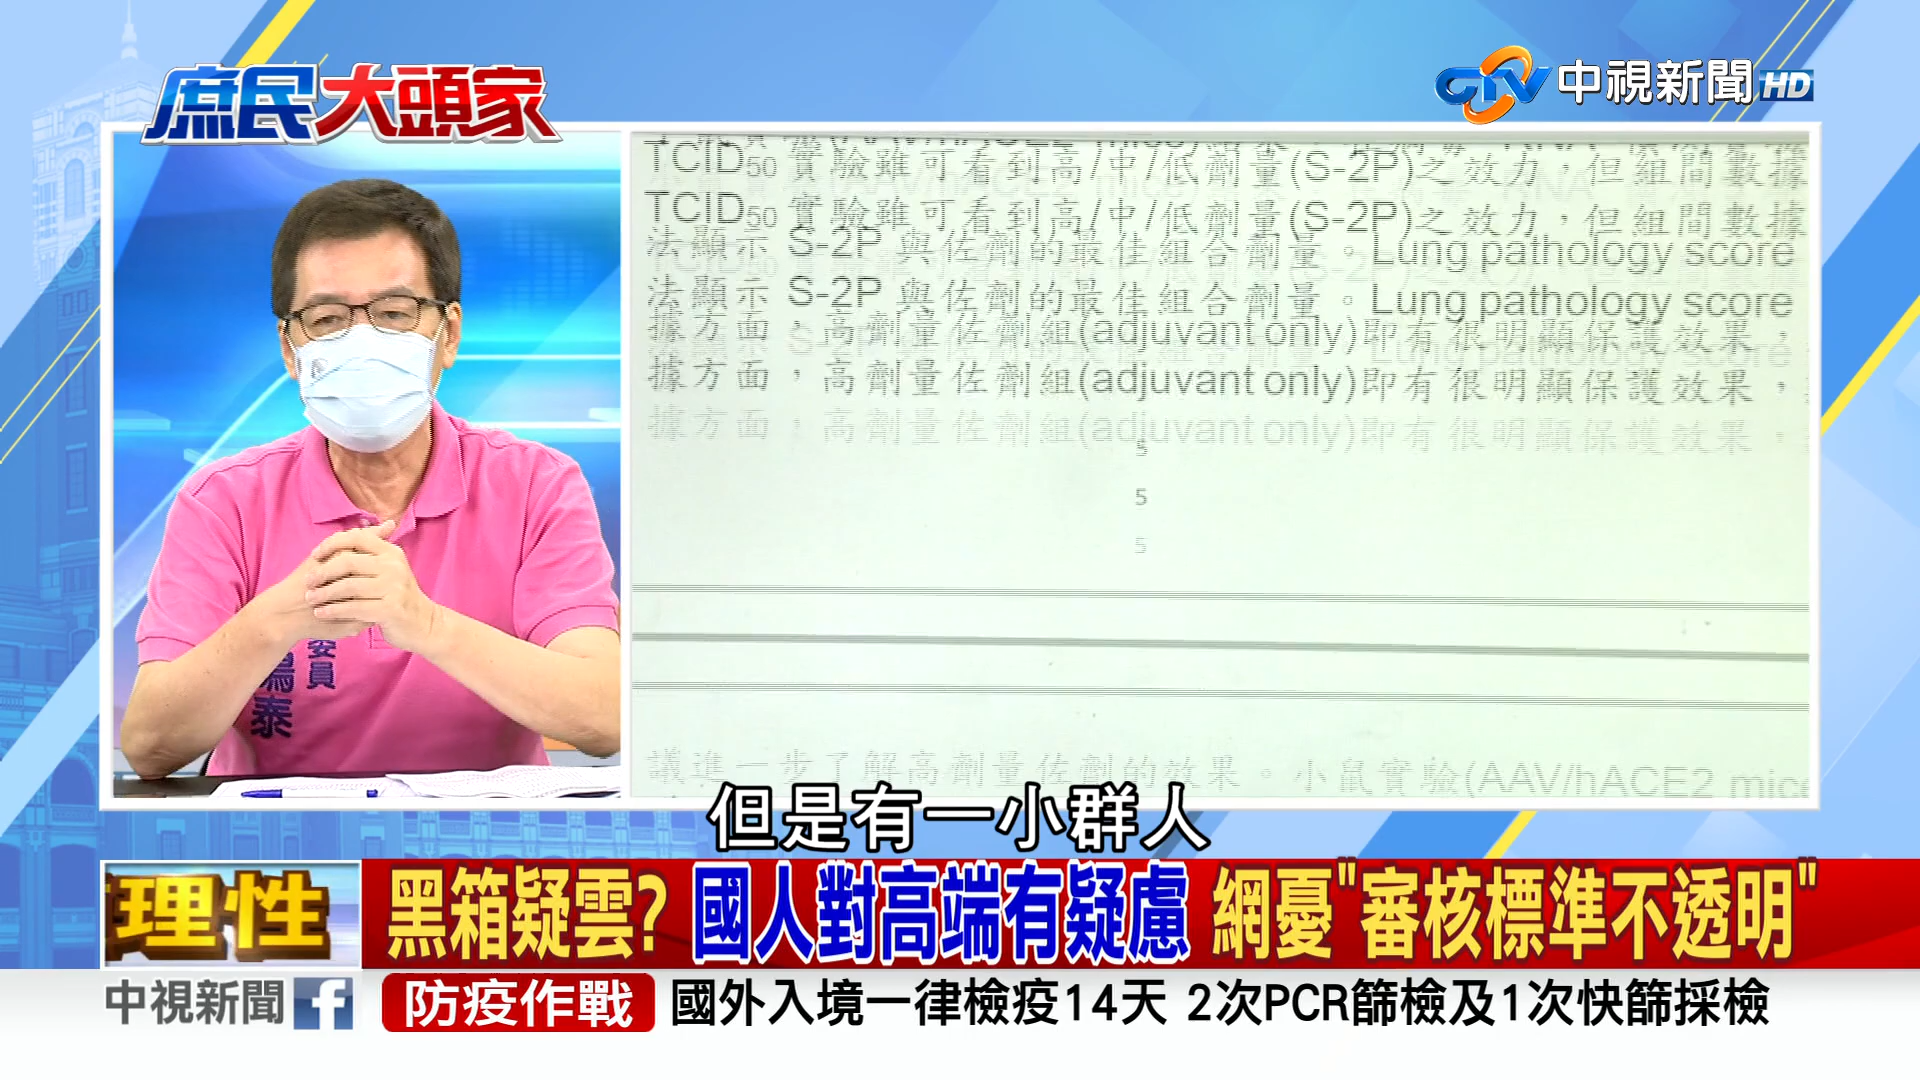 庶民大頭家
CTV 中視新聞HD
TCID50 實驗雖可看到高/中/低劑量(S-2P)之效力，但組間數據
TCID50 實驗雖可看到高/中/低劑量(S-2P)之效力，但組間數據
法顯示 S-2P 與佐劑的最佳組合劑量。Lung pathology score
法顯示 S-2P 與佐劑的最佳組合劑量。Lung pathology score
據方面，高劑量佐劑組(adjuvant only)即有很明顯保護效果，
據方面，高劑量佐劑組(adjuvant only)即有很明顯保護效果，
據方面，高劑量佐劑組(adjuvant only)即有很明顯保護效果，
5
5
5
議進一步了解高劑量佐劑的效果。小鼠實驗(AAV/hACE2 mice
委員
泰
但是有一小群人
理性
黑箱疑雲? 國人對高端有疑慮 網憂"審核標準不透明"
中視新聞 f 防疫作戰 國外入境一律檢疫14天 2次PCR篩檢及1次快篩採檢